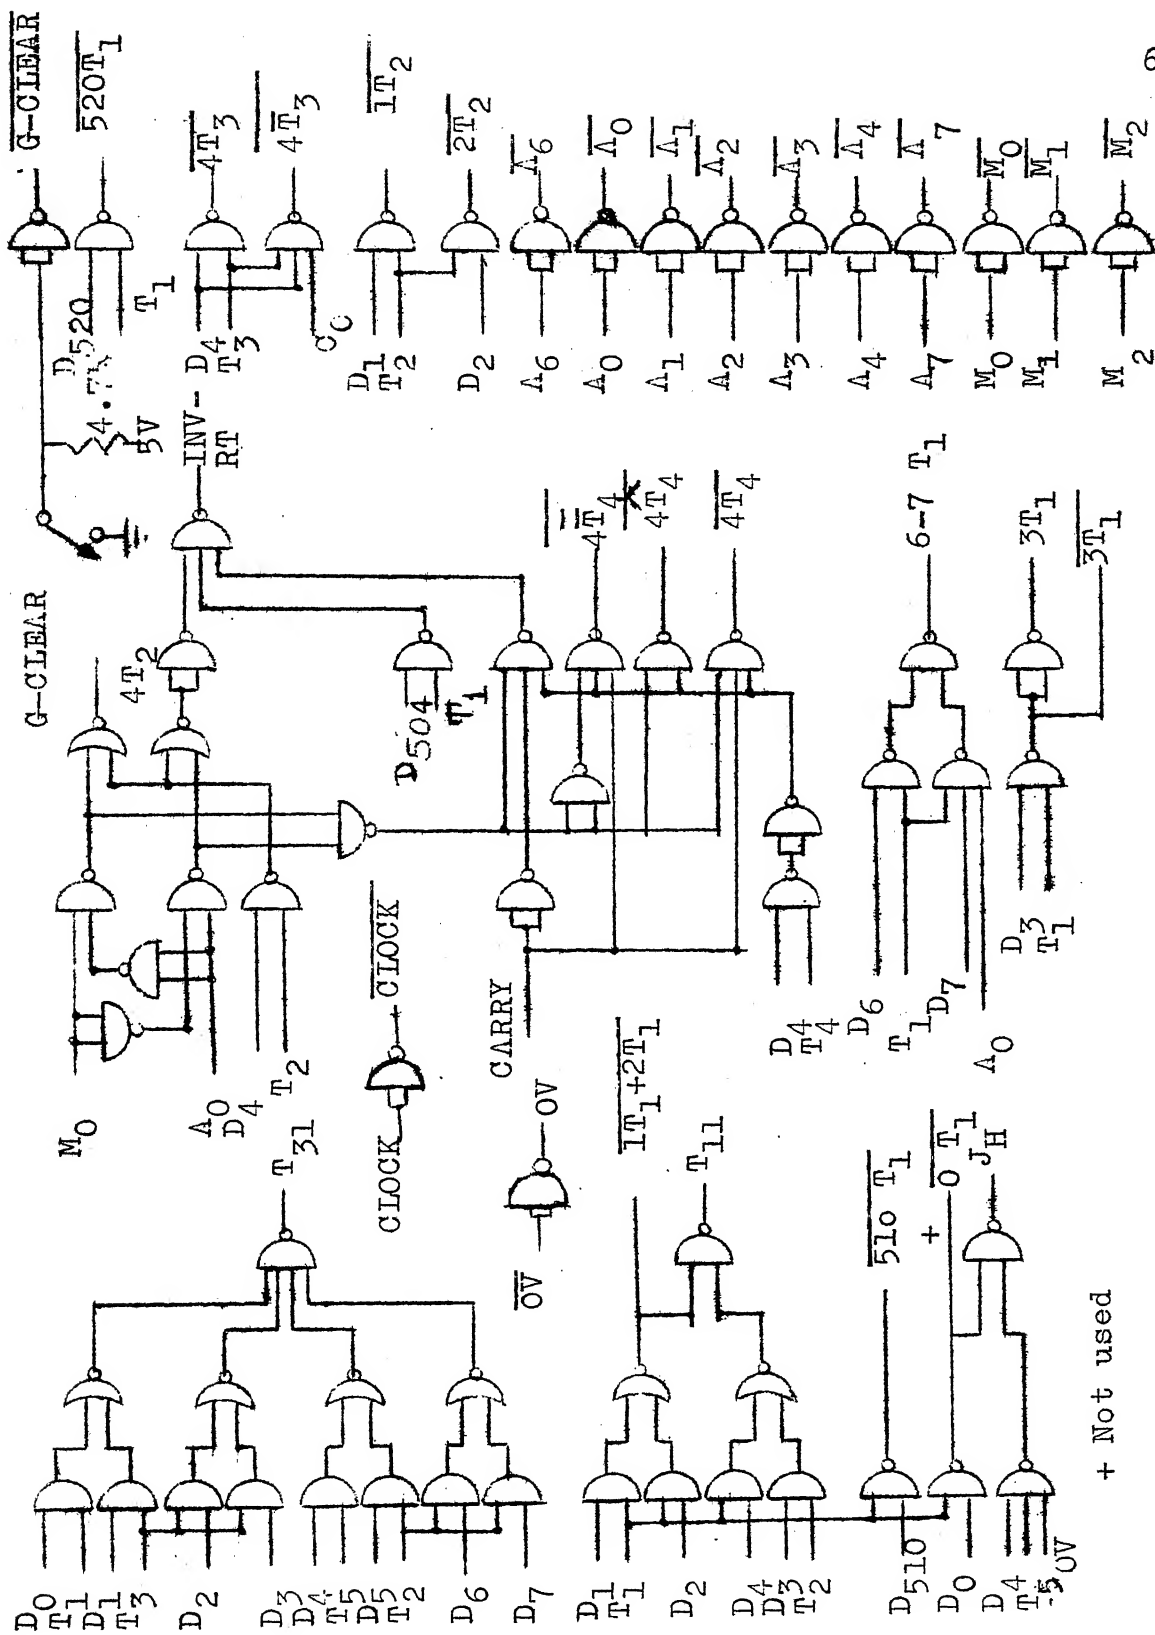 G-CLEAR
520T1
4T3
4T3
1T2
2T2
A6
A0
A1
A2
A3
A4
A7
M0
M1
M2
6
D520
T1
4.7K
5V
D4
T3
C0
D1
T2
D2
A6
A0
A1
A2
A3
A4
A7
M0
M1
M2
G-CLEAR
4T2
INV-
RT
D504
T1
4T4
4T4
4T4
6-7 T1
3T1
3T1
M0
A0
D4
T2
CLOCK
CLOCK
CARRY
D4
T4
D6
T1
D7
A0
D3
T1
T31
OV
OV
1T1+2T1
T11
510 T1
+
0 T1
JH
D0
T1
D1
T3
D2
D3
D4
T5
D5
T2
D6
D7
D1
T1
D2
D4
D3
T3
T2
D510
D0
D4
T5
OV
+ Not used